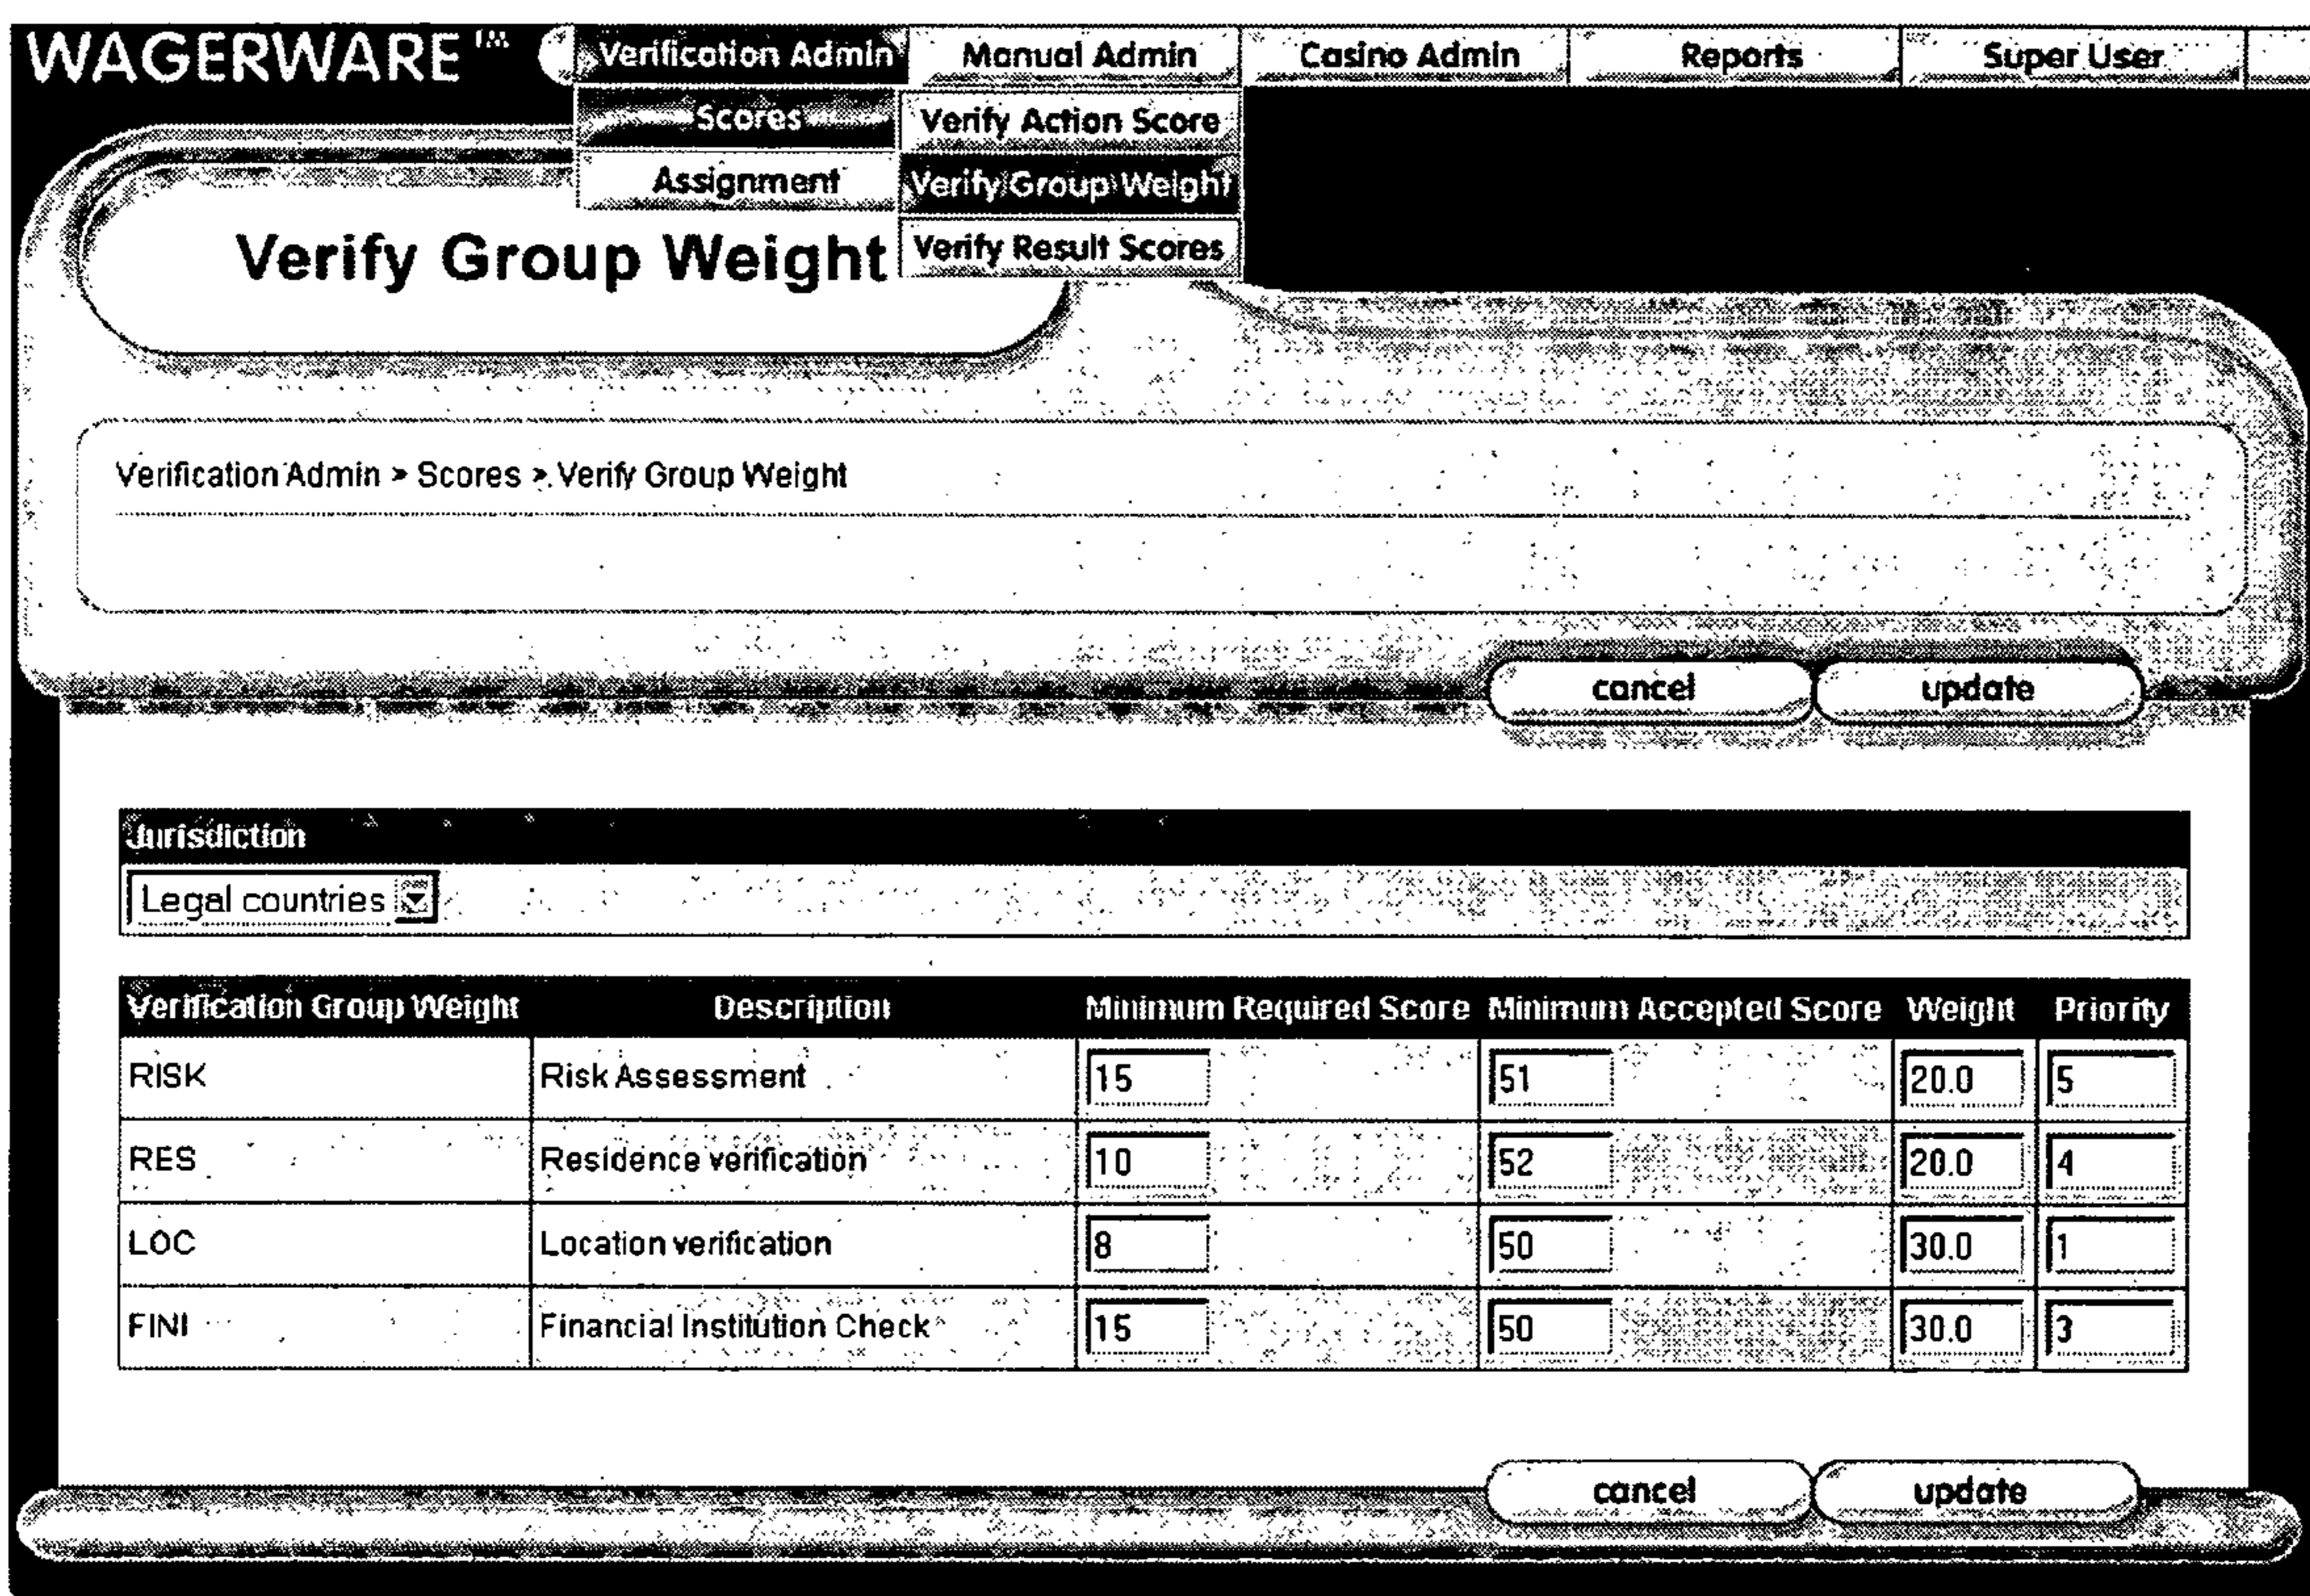 WAGERWARE™ Verification Admin Manual Admin Casino Admin Reports Super User
Scores Verify Action Score
Assignment Verify Group Weight
Verify Group Weight Verify Result Scores
Verification Admin > Scores > Verify Group Weight
cancel update
Jurisdiction
Legal countries
Verification Group Weight Description Minimum Required Score Minimum Accepted Score Weight Priority
RISK Risk Assessment 15 51 20.0 5
RES Residence verification 10 52 20.0 4
LOC Location verification 8 50 30.0 1
FINI Financial Institution Check 15 50 30.0 3
cancel update